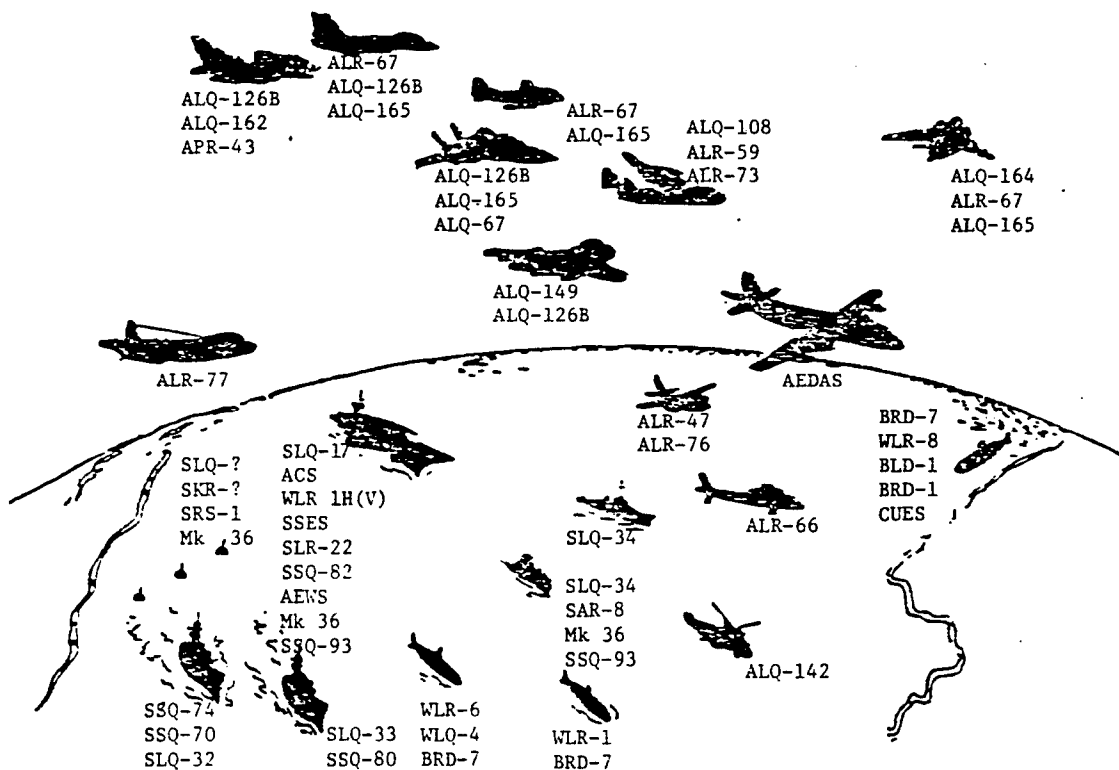 ALQ-126B
ALQ-162
APR-43
ALR-67
ALQ-126B
ALQ-165
ALR-67
ALQ-I65
ALQ-126B
ALQ-165
ALQ-67
ALQ-108
ALR-59
ALR-73
ALQ-164
ALR-67
ALQ-165
ALQ-149
ALQ-126B
ALR-77
AEDAS
ALR-47
ALR-76
BRD-7
WLR-8
BLD-1
BRD-1
CUES
SLQ-?
SKR-?
SRS-1
Mk 36
SLQ-17
ACS
WLR 1H(V)
SSES
SLR-22
SSQ-82
AEWS
Mk 36
SSQ-93
SLQ-34
ALR-66
SLQ-34
SAR-8
Mk 36
SSQ-93
ALQ-142
SSQ-74
SSQ-70
SLQ-32
SLQ-33
SSQ-80
WLR-6
WLQ-4
BRD-7
WLR-1
BRD-7